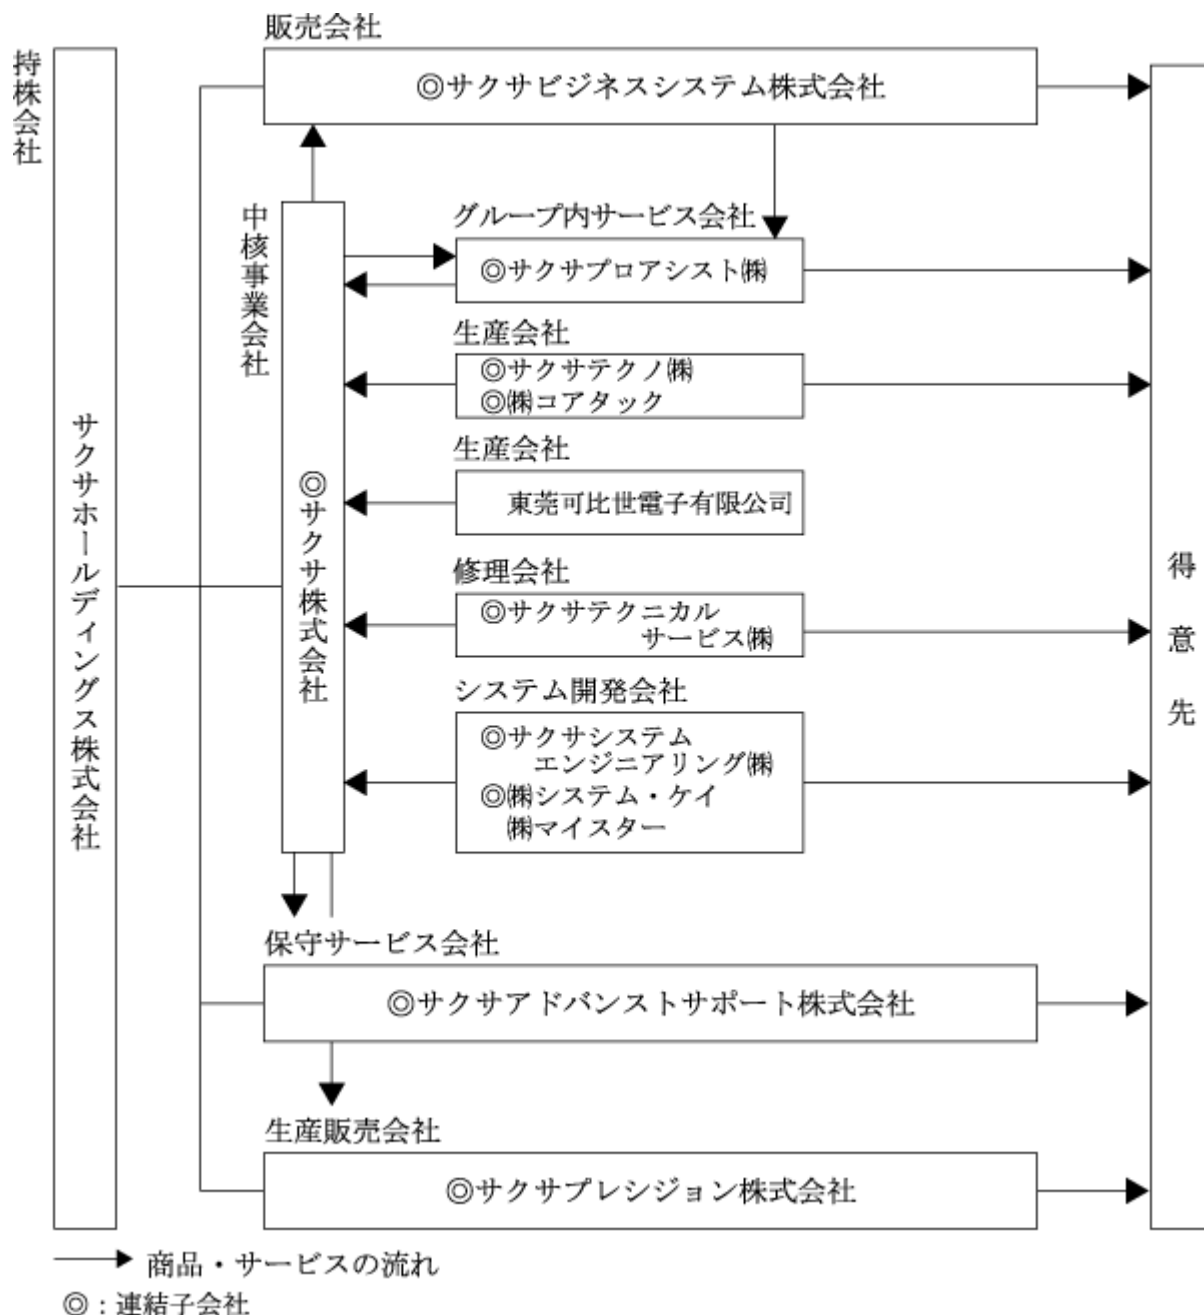 販売会社
持株会社
◎サクサビジネスシステム株式会社
中核事業会社
グループ内サービス会社
◎サクサプロアシスト㈱
生産会社
◎サクサテクノ㈱
◎㈱コアタック
サクサホールディングス株式会社
◎サクサ株式会社
生産会社
東莞可比世電子有限公司
得意先
修理会社
◎サクサテクニカル
サービス㈱
システム開発会社
◎サクサシステム
エンジニアリング㈱
◎㈱システム・ケイ
㈱マイスター
保守サービス会社
◎サクサアドバンストサポート株式会社
生産販売会社
◎サクサプレシジョン株式会社
商品・サービスの流れ
◎：連結子会社